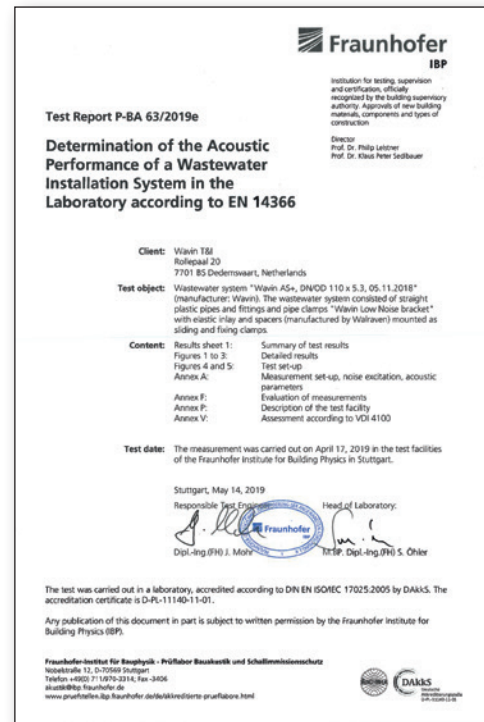 Fraunhofer
IBP
Institution for testing, supervision
and certification, officially
recognized by the building supervisory
authority. Approvals of new building
materials, components and types of
construction
Director
Prof. Dr. Philip Leistner
Prof. Dr. Klaus Peter Sedlbauer
Test Report P-BA 63/2019e
Determination of the Acoustic
Performance of a Wastewater
Installation System in the
Laboratory according to EN 14366
Client: Wavin T&I
Rollepaal 20
7701 BS Dedemsvaart, Netherlands
Test object: Wastewater system "Wavin AS+, DN/OD 110 x 5.3, 05.11.2018"
(manufacturer: Wavin). The wastewater system consisted of straight
plastic pipes and fittings and pipe clamps "Wavin Low Noise bracket"
with elastic inlay and spacers (manufactured by Walraven) mounted as
sliding and fixing clamps.
Content: Results sheet 1: Summary of test results
Figures 1 to 3: Detailed results
Figures 4 and 5: Test set-up
Annex A: Measurement set-up, noise excitation, acoustic
parameters
Annex F: Evaluation of measurements
Annex P: Description of the test facility
Annex V: Assessment according to VDI 4100
Test date: The measurement was carried out on April 17, 2019 in the test facilities
of the Fraunhofer Institute for Building Physics in Stuttgart.
Stuttgart, May 14, 2019
Responsible Test Engineer: Head of Laboratory:
Fraunhofer
Dipl.-Ing.(FH) J. Mohr M.BP. Dipl.-Ing.(FH) S. Öhler
The test was carried out in a laboratory, accredited according to DIN EN ISO/IEC 17025:2005 by DAkkS. The
accreditation certificate is D-PL-11140-11-01.
Any publication of this document in part is subject to written permission by the Fraunhofer Institute for
Building Physics (IBP).
Fraunhofer-Institut für Bauphysik - Prüflabor Bauakustik und Schallimmissionsschutz
Nobelstraße 12, D-70569 Stuttgart
Telefon +49(0) 711/970-3314; Fax -3406
akustik@ibp.fraunhofer.de
www.pruefstellen.ibp.fraunhofer.de/de/akkreditierte-prueflabore.html
DAkkS
Deutsche
Akkreditierungsstelle
D-PL-11140-11-01